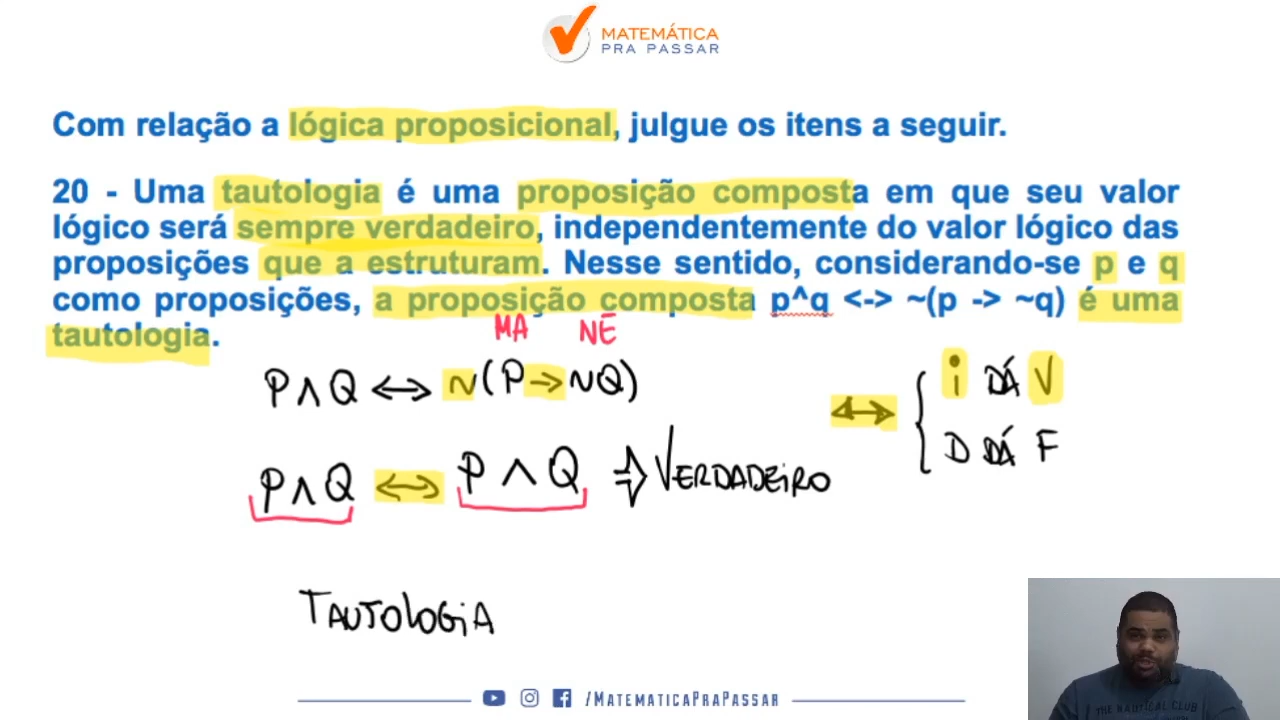 MATEMÁTICA
PRA PASSAR
Com relação a lógica proposicional, julgue os itens a seguir.
20 - Uma tautologia é uma proposição composta em que seu valor
lógico será sempre verdadeiro, independentemente do valor lógico das
proposições que a estruturam. Nesse sentido, considerando-se p e q
como proposições, a proposição composta p^q <-> ~(p -> ~q) é uma
tautologia.
MA NE
P ∧ Q ↔ ~(P → ~Q)
↔ { i DÁ V
D DÁ F
P ∧ Q ↔ P ∧ Q ⇒ VERDADEIRO
TAUTOLOGIA
THE NAUTICAL CLUB
/MATEMATICAPRAPASSAR